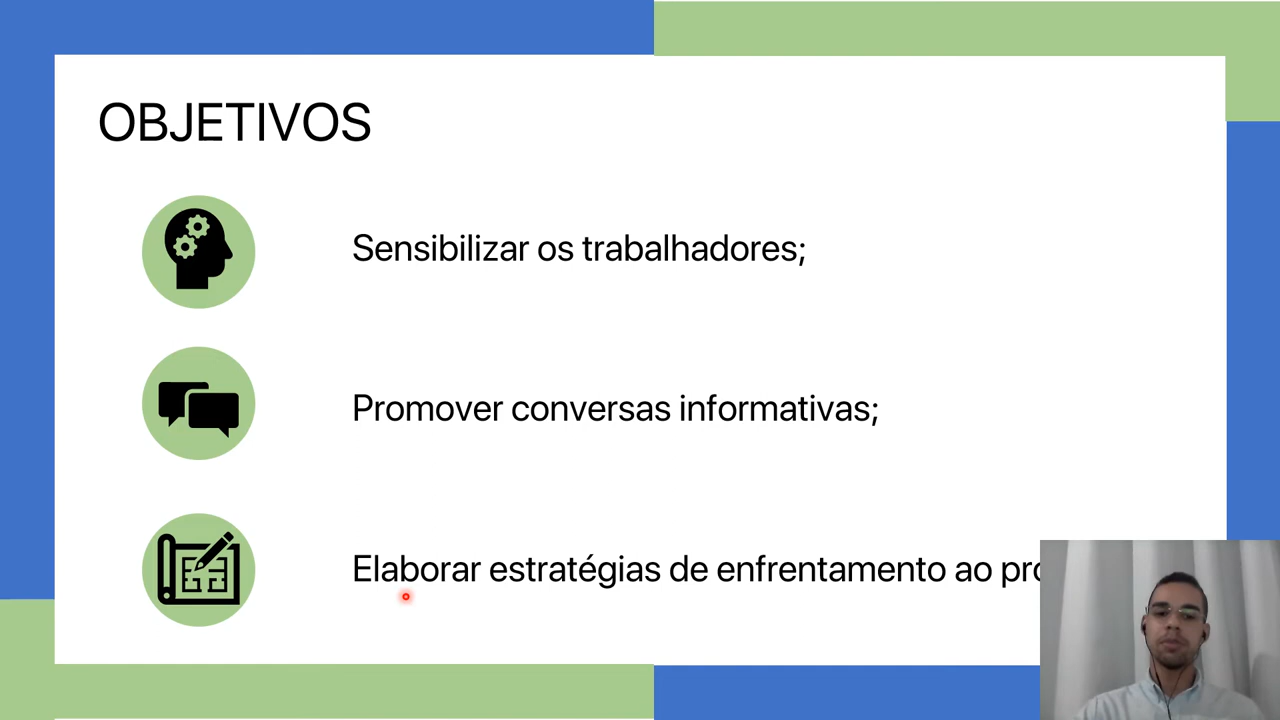 OBJETIVOS
Sensibilizar os trabalhadores;
Promover conversas informativas;
Elaborar estratégias de enfrentamento ao